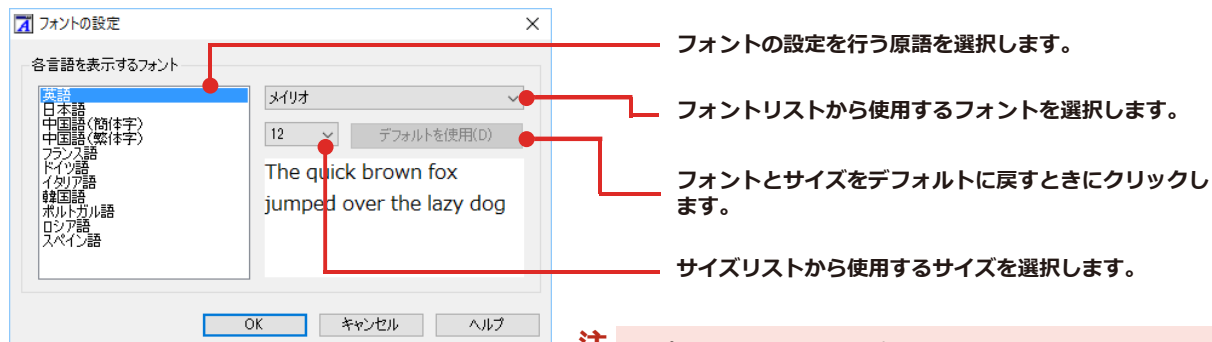 フォントの設定
各言語を表示するフォント
英語
日本語
中国語(簡体字)
中国語(繁体字)
フランス語
ドイツ語
イタリア語
韓国語
ポルトガル語
ロシア語
スペイン語
メイリオ
12
デフォルトを使用(D)
The quick brown fox
jumped over the lazy dog
OK
キャンセル
ヘルプ
フォントの設定を行う原語を選択します。
フォントリストから使用するフォントを選択します。
フォントとサイズをデフォルトに戻すときにクリックし
ます。
サイズリストから使用するサイズを選択します。